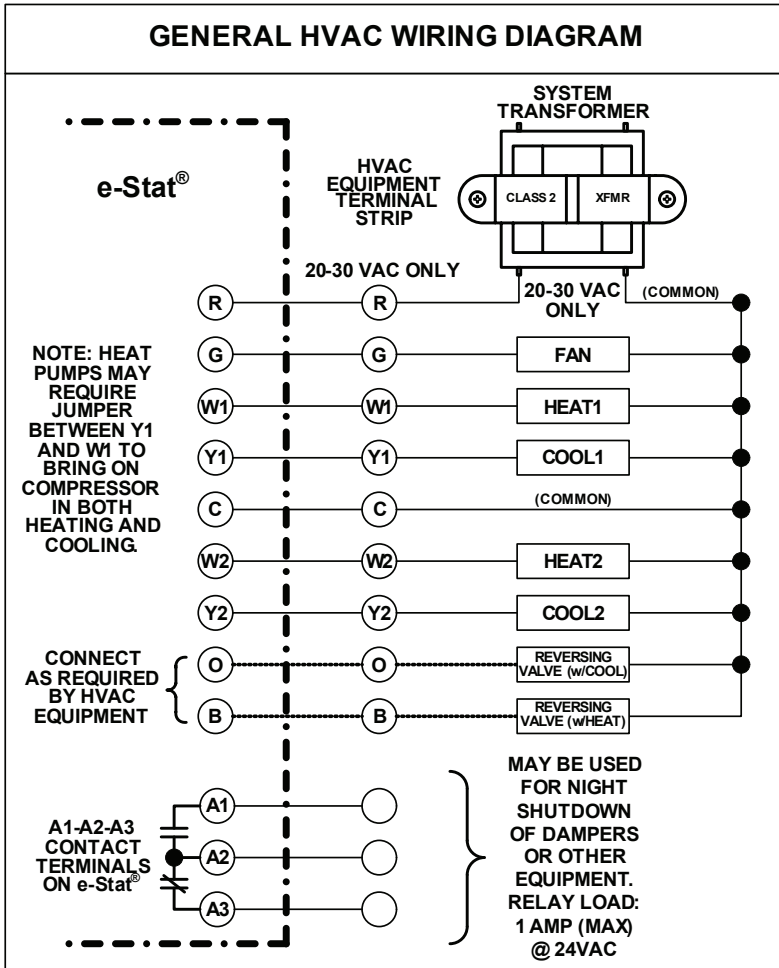 GENERAL HVAC WIRING DIAGRAM
SYSTEM
TRANSFORMER
e-Stat®
HVAC
EQUIPMENT
TERMINAL
STRIP
CLASS 2
XFMR
20-30 VAC ONLY
20-30 VAC
ONLY
(COMMON)
R
R
NOTE: HEAT
PUMPS MAY
REQUIRE
JUMPER
BETWEEN Y1
AND W1 TO
BRING ON
COMPRESSOR
IN BOTH
HEATING AND
COOLING.
G
G
FAN
W1
W1
HEAT1
Y1
Y1
COOL1
C
C
(COMMON)
W2
W2
HEAT2
Y2
Y2
COOL2
CONNECT
AS REQUIRED
BY HVAC
EQUIPMENT
O
O
REVERSING
VALVE (w/COOL)
B
B
REVERSING
VALVE (w/HEAT)
A1-A2-A3
CONTACT
TERMINALS
ON e-Stat®
A1
A2
A3
MAY BE USED
FOR NIGHT
SHUTDOWN
OF DAMPERS
OR OTHER
EQUIPMENT.
RELAY LOAD:
1 AMP (MAX)
@ 24VAC